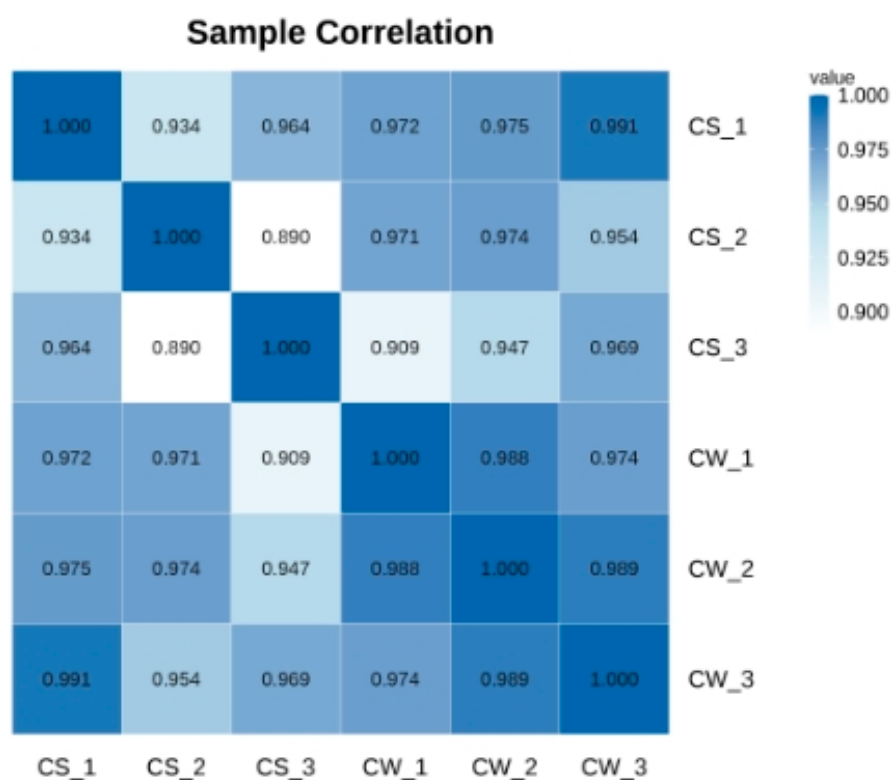 Sample Correlation
value
1.000
0.975
0.950
0.925
0.900
1.000 0.934 0.964 0.972 0.975 0.991 CS_1
0.934 1.000 0.890 0.971 0.974 0.954 CS_2
0.964 0.890 1.000 0.909 0.947 0.969 CS_3
0.972 0.971 0.909 1.000 0.988 0.974 CW_1
0.975 0.974 0.947 0.988 1.000 0.989 CW_2
0.991 0.954 0.969 0.974 0.989 1.000 CW_3
CS_1 CS_2 CS_3 CW_1 CW_2 CW_3